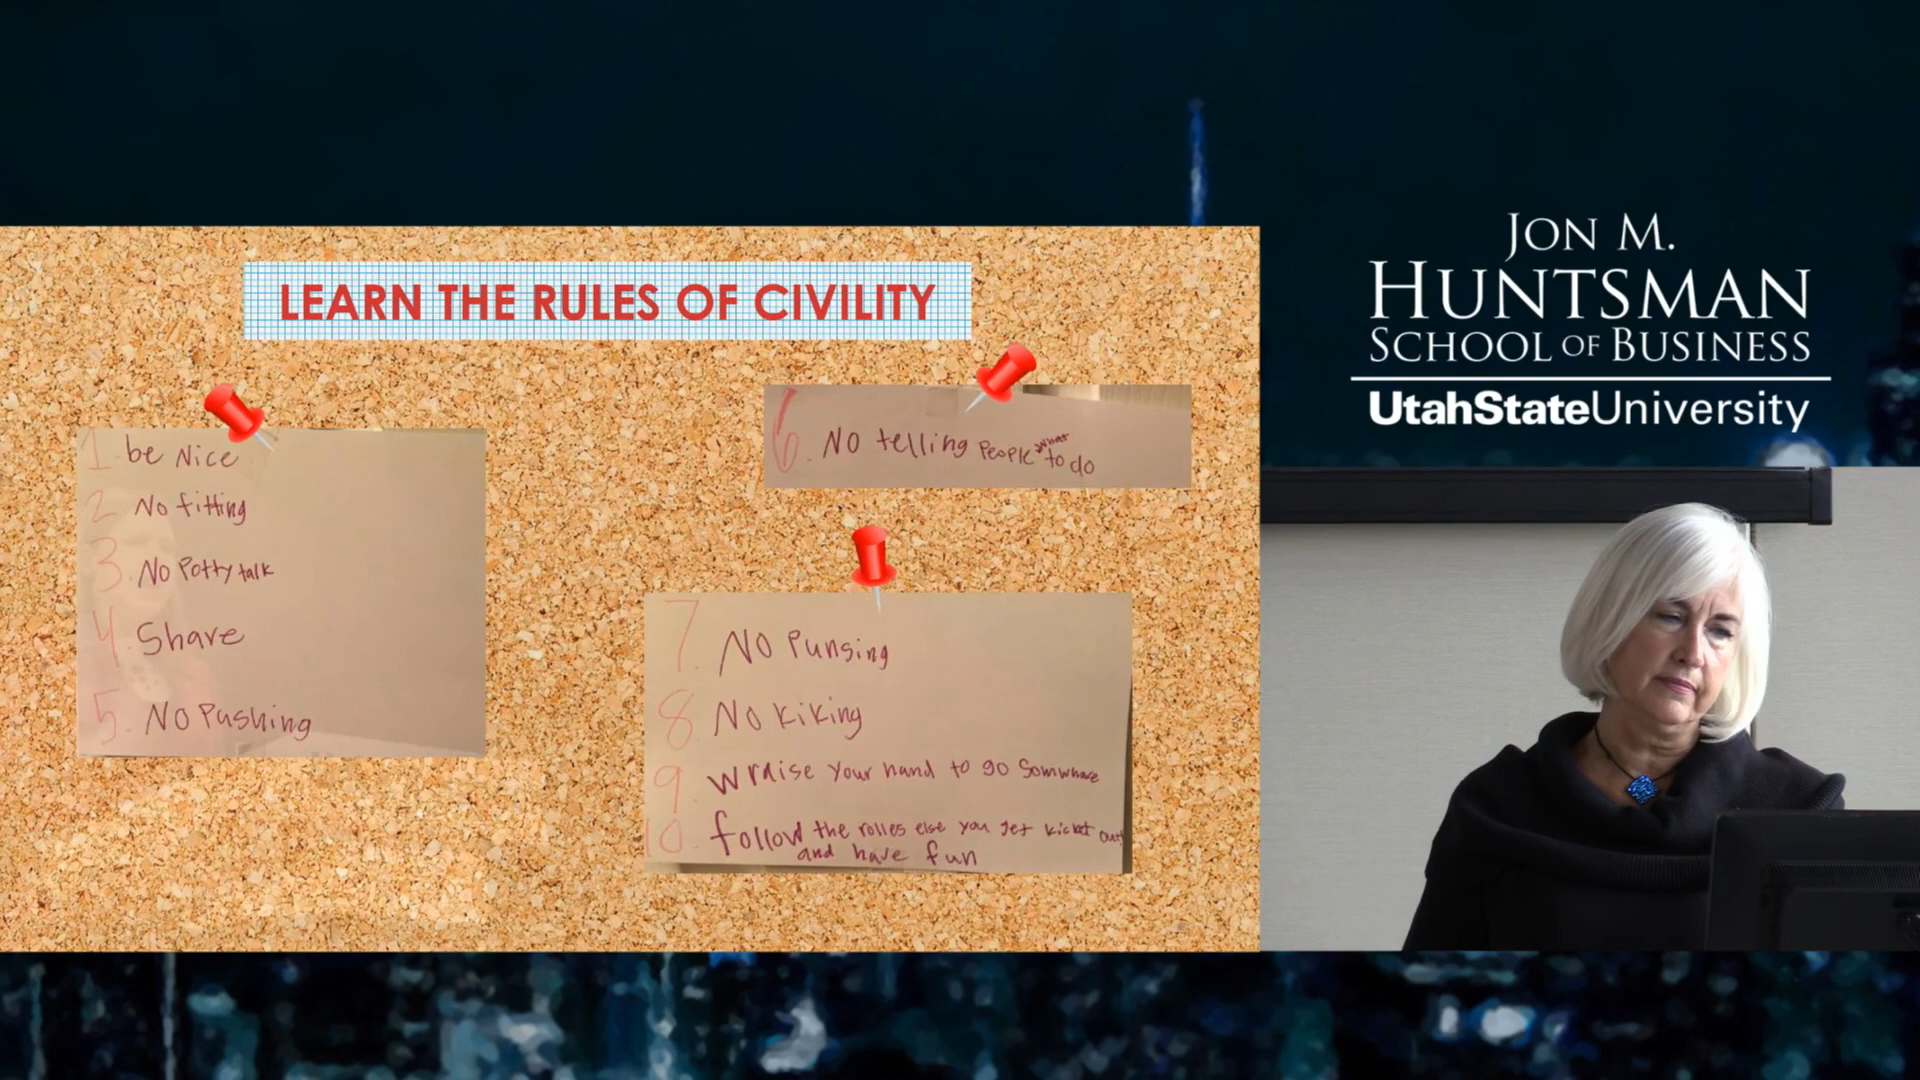 LEARN THE RULES OF CIVILITY
1. be Nice
2. No fitting
3. No Potty talk
4. Share
5. No Pushing
6. NO telling People what to do
7. NO Punsing
8. No kiking
9. wraise your hand to go Somwhare
10. follow the rolles else you get kicket out!
and have fun
JON M.
HUNTSMAN
SCHOOL OF BUSINESS
UtahStateUniversity